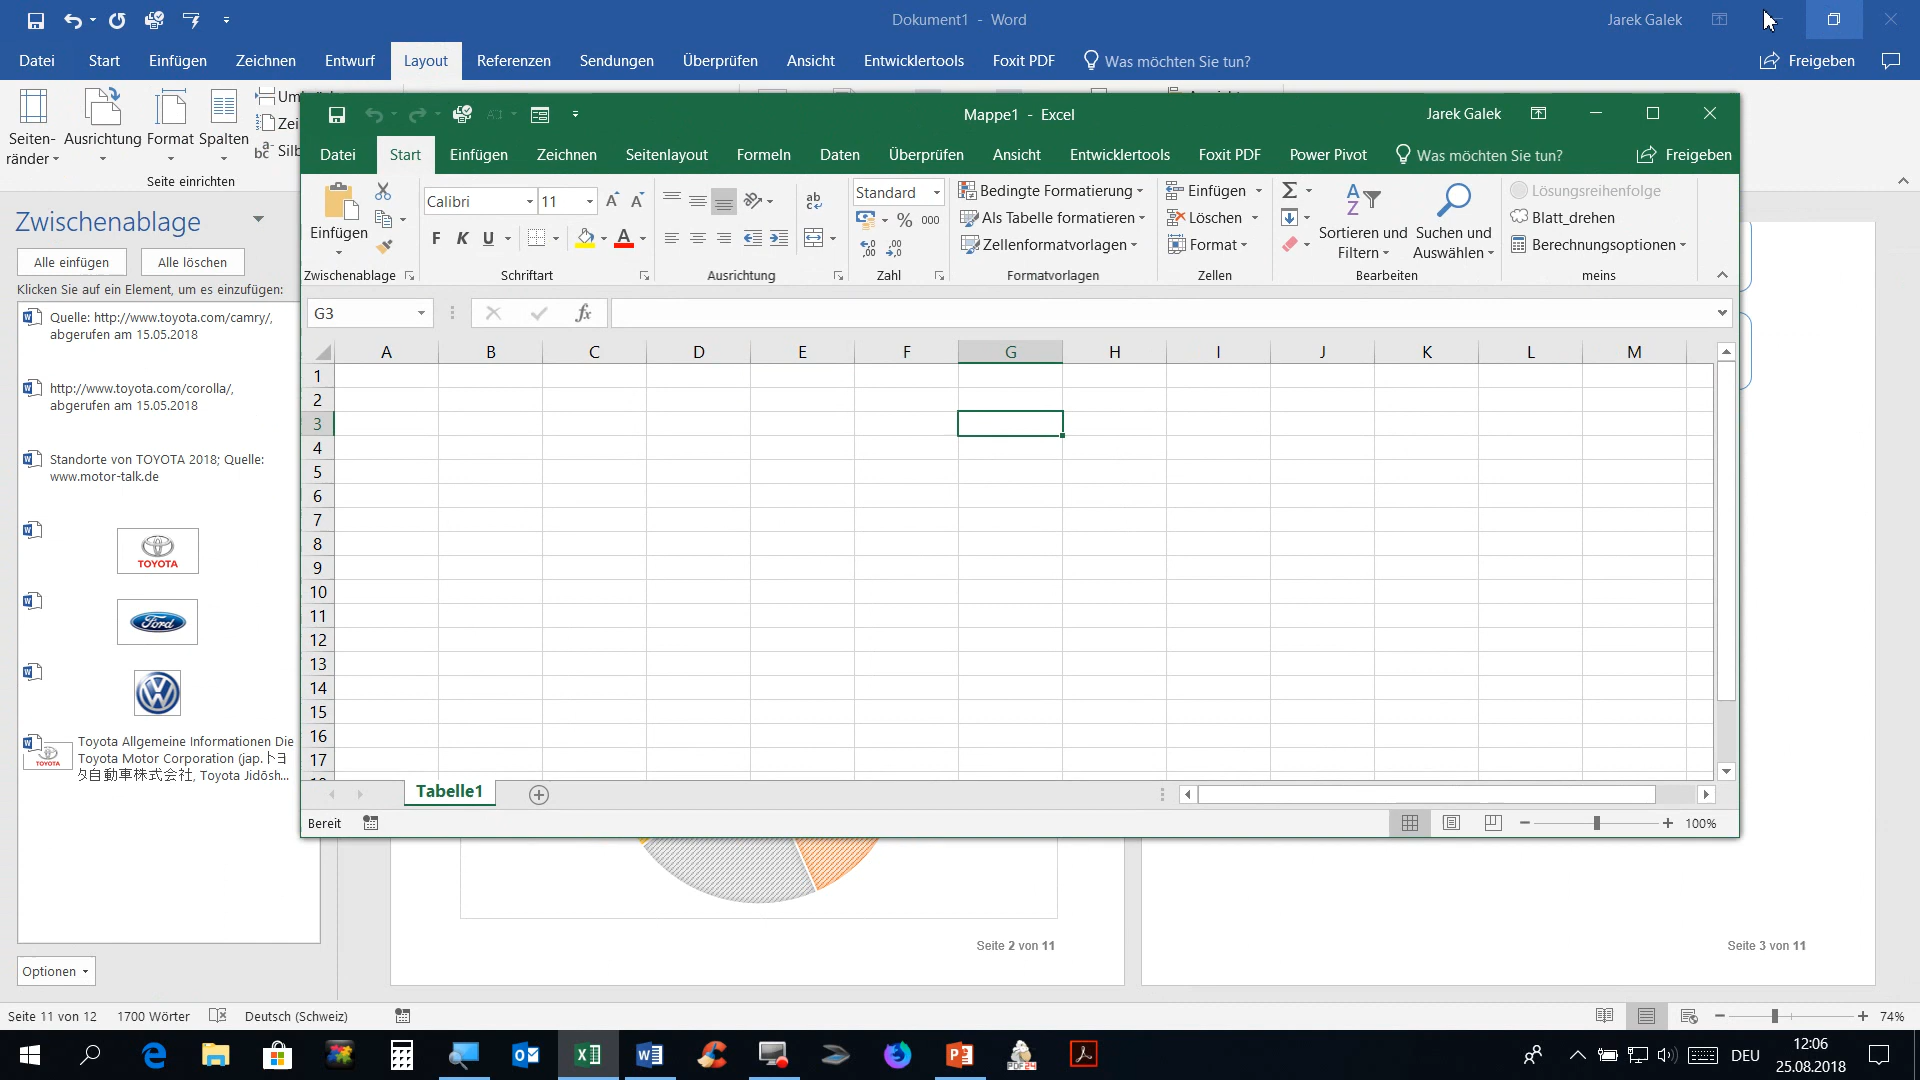 Dokument1 - Word
Jarek Galek
Datei Start Einfügen Zeichnen Entwurf Layout Referenzen Sendungen Überprüfen Ansicht Entwicklertools Foxit PDF Was möchten Sie tun? Freigeben
Seiten-
ränder
Ausrichtung Format Spalten
Seite einrichten
Zwischenablage
Alle einfügen Alle löschen
Klicken Sie auf ein Element, um es einzufügen:
Quelle: http://www.toyota.com/camry/,
abgerufen am 15.05.2018
http://www.toyota.com/corolla/,
abgerufen am 15.05.2018
Standorte von TOYOTA 2018; Quelle:
www.motor-talk.de
TOYOTA
Ford
Toyota Allgemeine Informationen Die
Toyota Motor Corporation (jap. トヨ
タ自動車株式会社, Toyota Jidōsh...
TOYOTA
Optionen
Mappe1 - Excel
Jarek Galek
Datei Start Einfügen Zeichnen Seitenlayout Formeln Daten Überprüfen Ansicht Entwicklertools Foxit PDF Power Pivot Was möchten Sie tun? Freigeben
Einfügen
Zwischenablage
Calibri 11
F K U
Schriftart
ab
Ausrichtung
Standard
% 000
Zahl
Bedingte Formatierung
Als Tabelle formatieren
Zellenformatvorlagen
Formatvorlagen
Einfügen
Löschen
Format
Zellen
Sortieren und
Filtern
Suchen und
Auswählen
Bearbeiten
Lösungsreihenfolge
Blatt_drehen
Berechnungsoptionen
meins
G3
fx
A B C D E F G H I J K L M
1
2
3
4
5
6
7
8
9
10
11
12
13
14
15
16
17
Tabelle1
Bereit
100%
Seite 2 von 11
Seite 3 von 11
Seite 11 von 12 1700 Wörter Deutsch (Schweiz)
74%
PDF24
DEU
12:06
25.08.2018